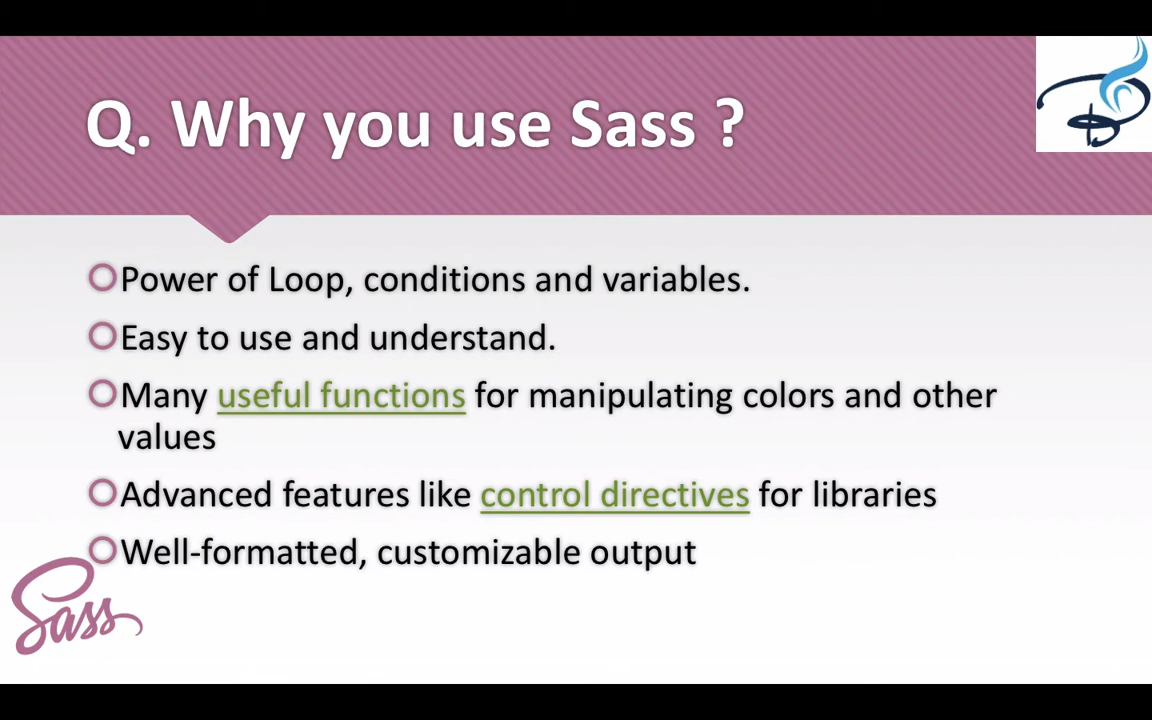 Q. Why you use Sass ?
Power of Loop, conditions and variables.
Easy to use and understand.
Many useful functions for manipulating colors and other
values
Advanced features like control directives for libraries
Well-formatted, customizable output
Sass